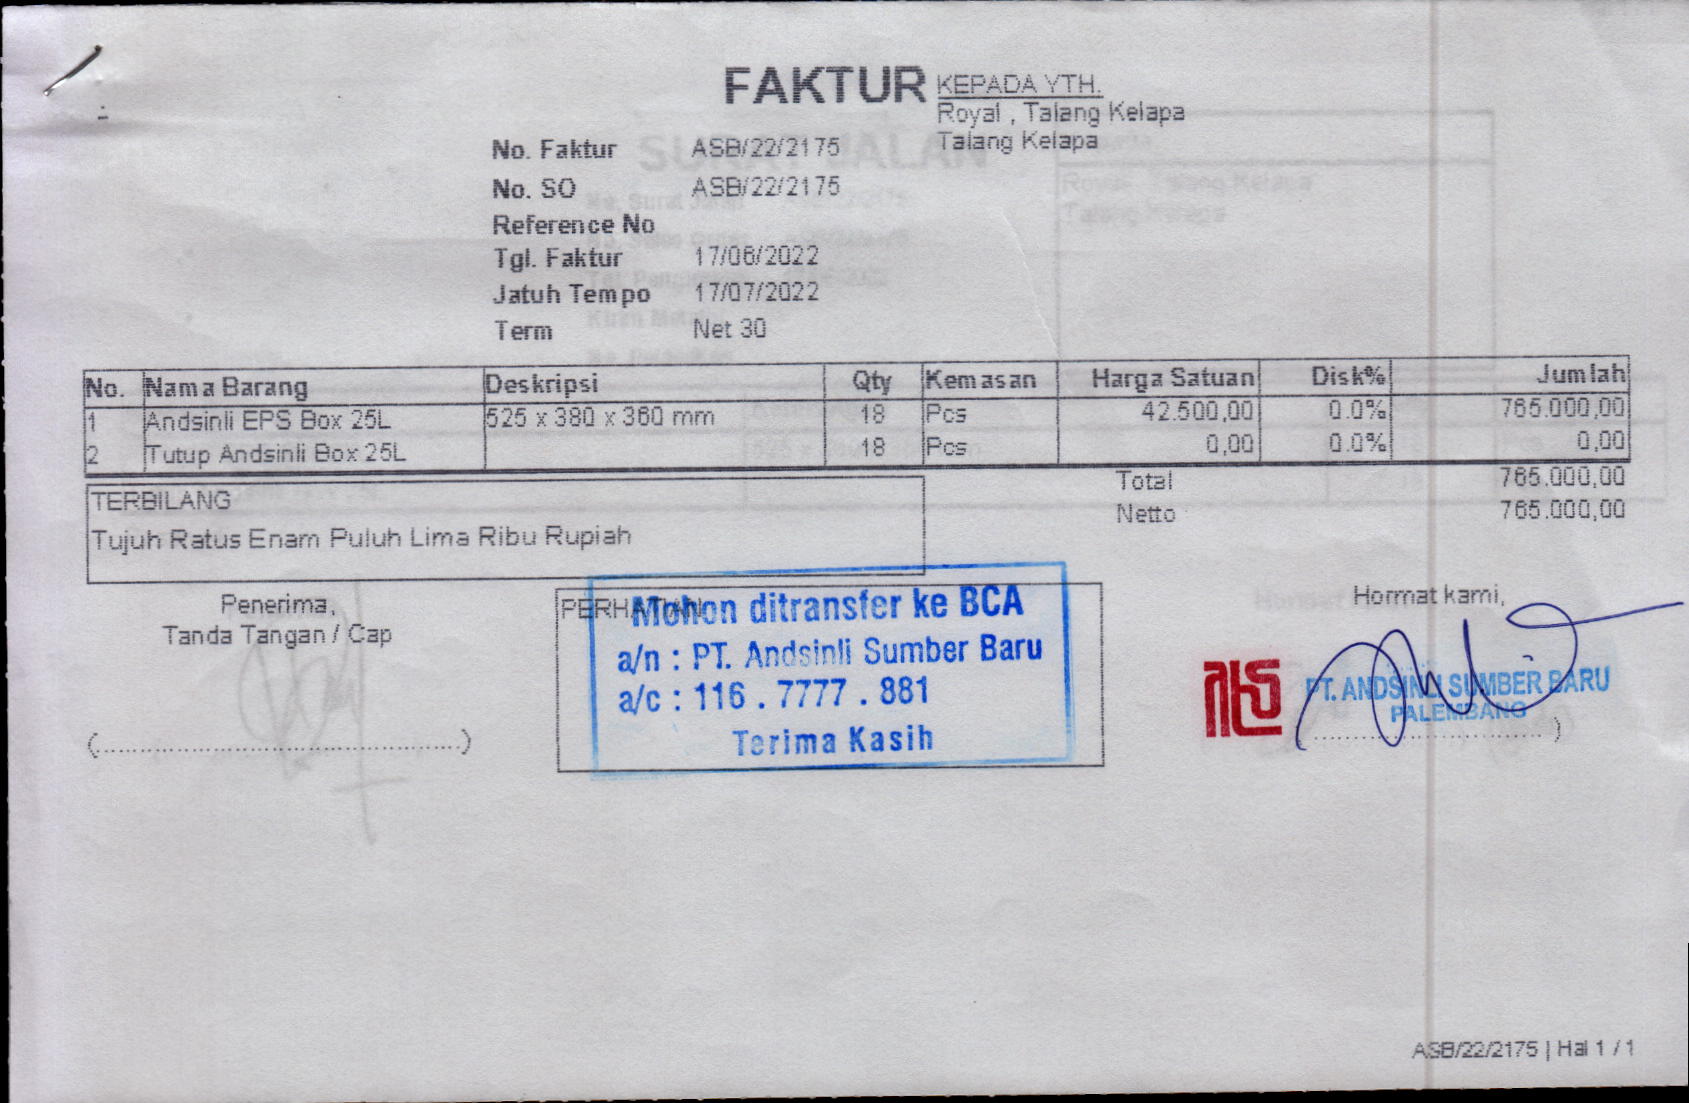 FAKTUR
KEPADA YTH.
Royal , Talang Kelapa
Talang Kelapa
No. Faktur ASB/22/2175
No. SO ASB/22/2175
Reference No
Tgl. Faktur 17/06/2022
Jatuh Tempo 17/07/2022
Term Net 30
No. Nama Barang Deskripsi Qty Kemasan Harga Satuan Disk% Jumlah
1 Andsinli EPS Box 25L 525 x 380 x 360 mm 18 Pcs 42.500,00 0.0% 765.000,00
2 Tutup Andsinli Box 25L 18 Pcs 0,00 0.0% 0,00
Total 765.000,00
Netto 765.000,00
TERBILANG
Tujuh Ratus Enam Puluh Lima Ribu Rupiah
Penerima,
Tanda Tangan / Cap
(...............................................)
PERHATIAN
Mohon ditransfer ke BCA
a/n : PT. Andsinli Sumber Baru
a/c : 116 . 7777 . 881
Terima Kasih
Hormat kami,
PT. ANDSINLI SUMBER BARU
PALEMBANG
(...............................)
ASB/22/2175 | Hal 1 / 1